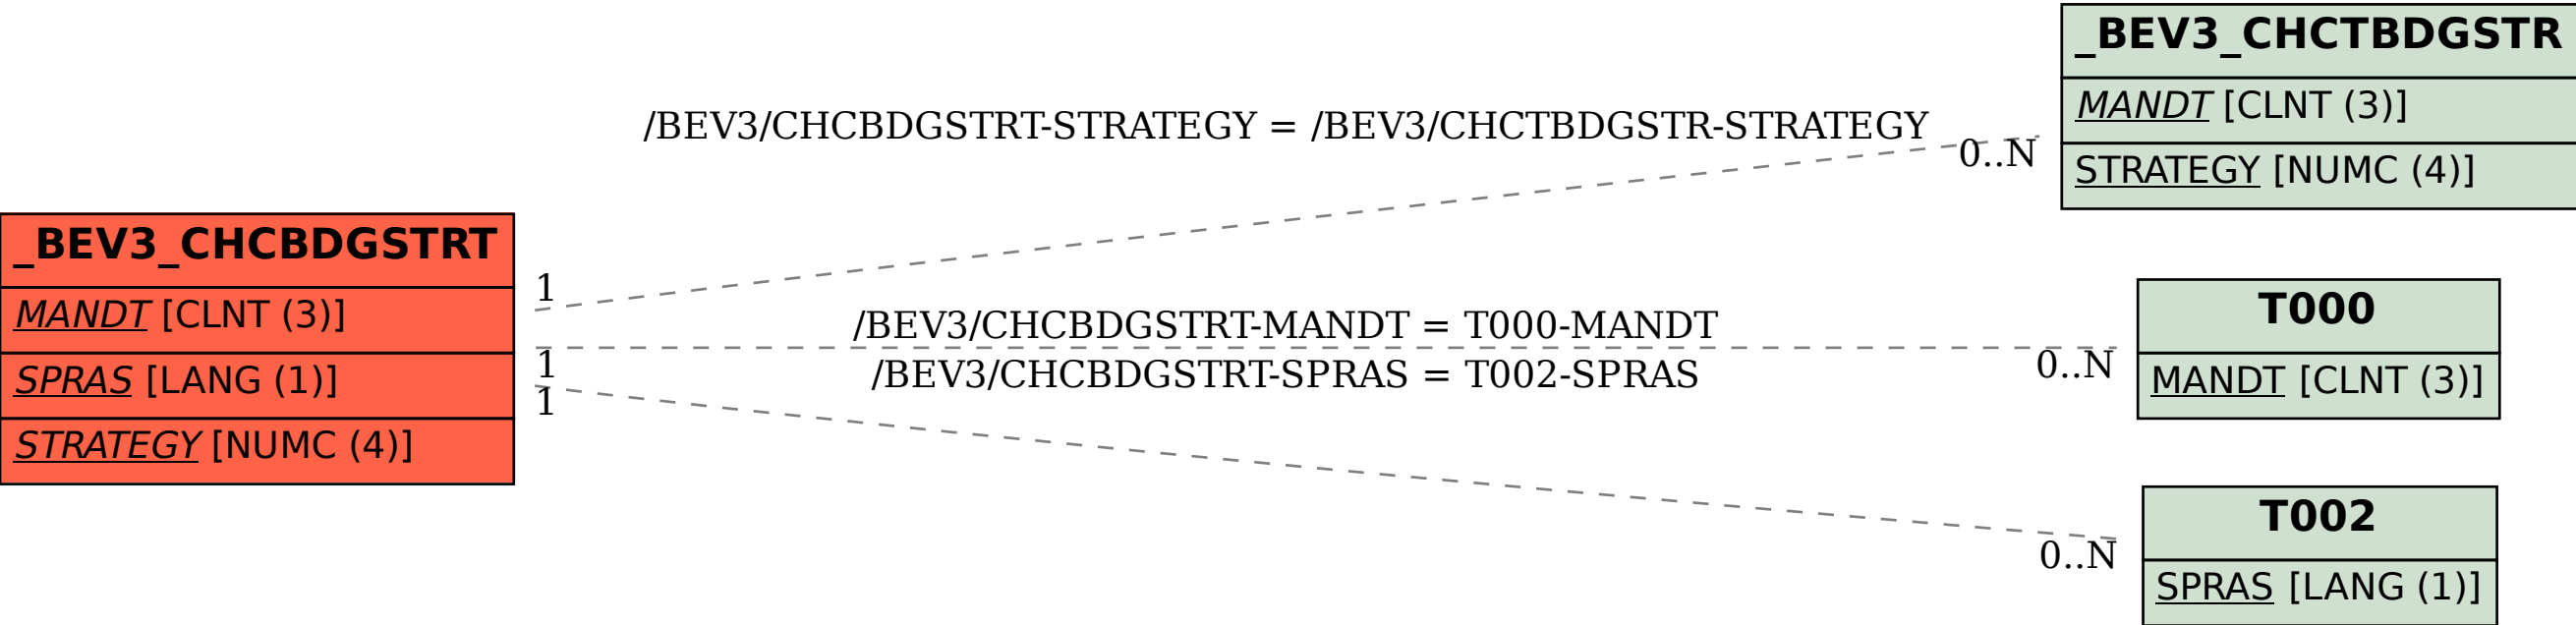 _BEV3_CHCTBDGSTR
MANDT [CLNT (3)]
STRATEGY [NUMC (4)]
/BEV3/CHCBDGSTRT-STRATEGY = /BEV3/CHCTBDGSTR-STRATEGY
0..N
_BEV3_CHCBDGSTRT
MANDT [CLNT (3)]
SPRAS [LANG (1)]
STRATEGY [NUMC (4)]
1
/BEV3/CHCBDGSTRT-MANDT = T000-MANDT
1
0..N
/BEV3/CHCBDGSTRT-SPRAS = T002-SPRAS
1
0..N
T000
MANDT [CLNT (3)]
T002
SPRAS [LANG (1)]